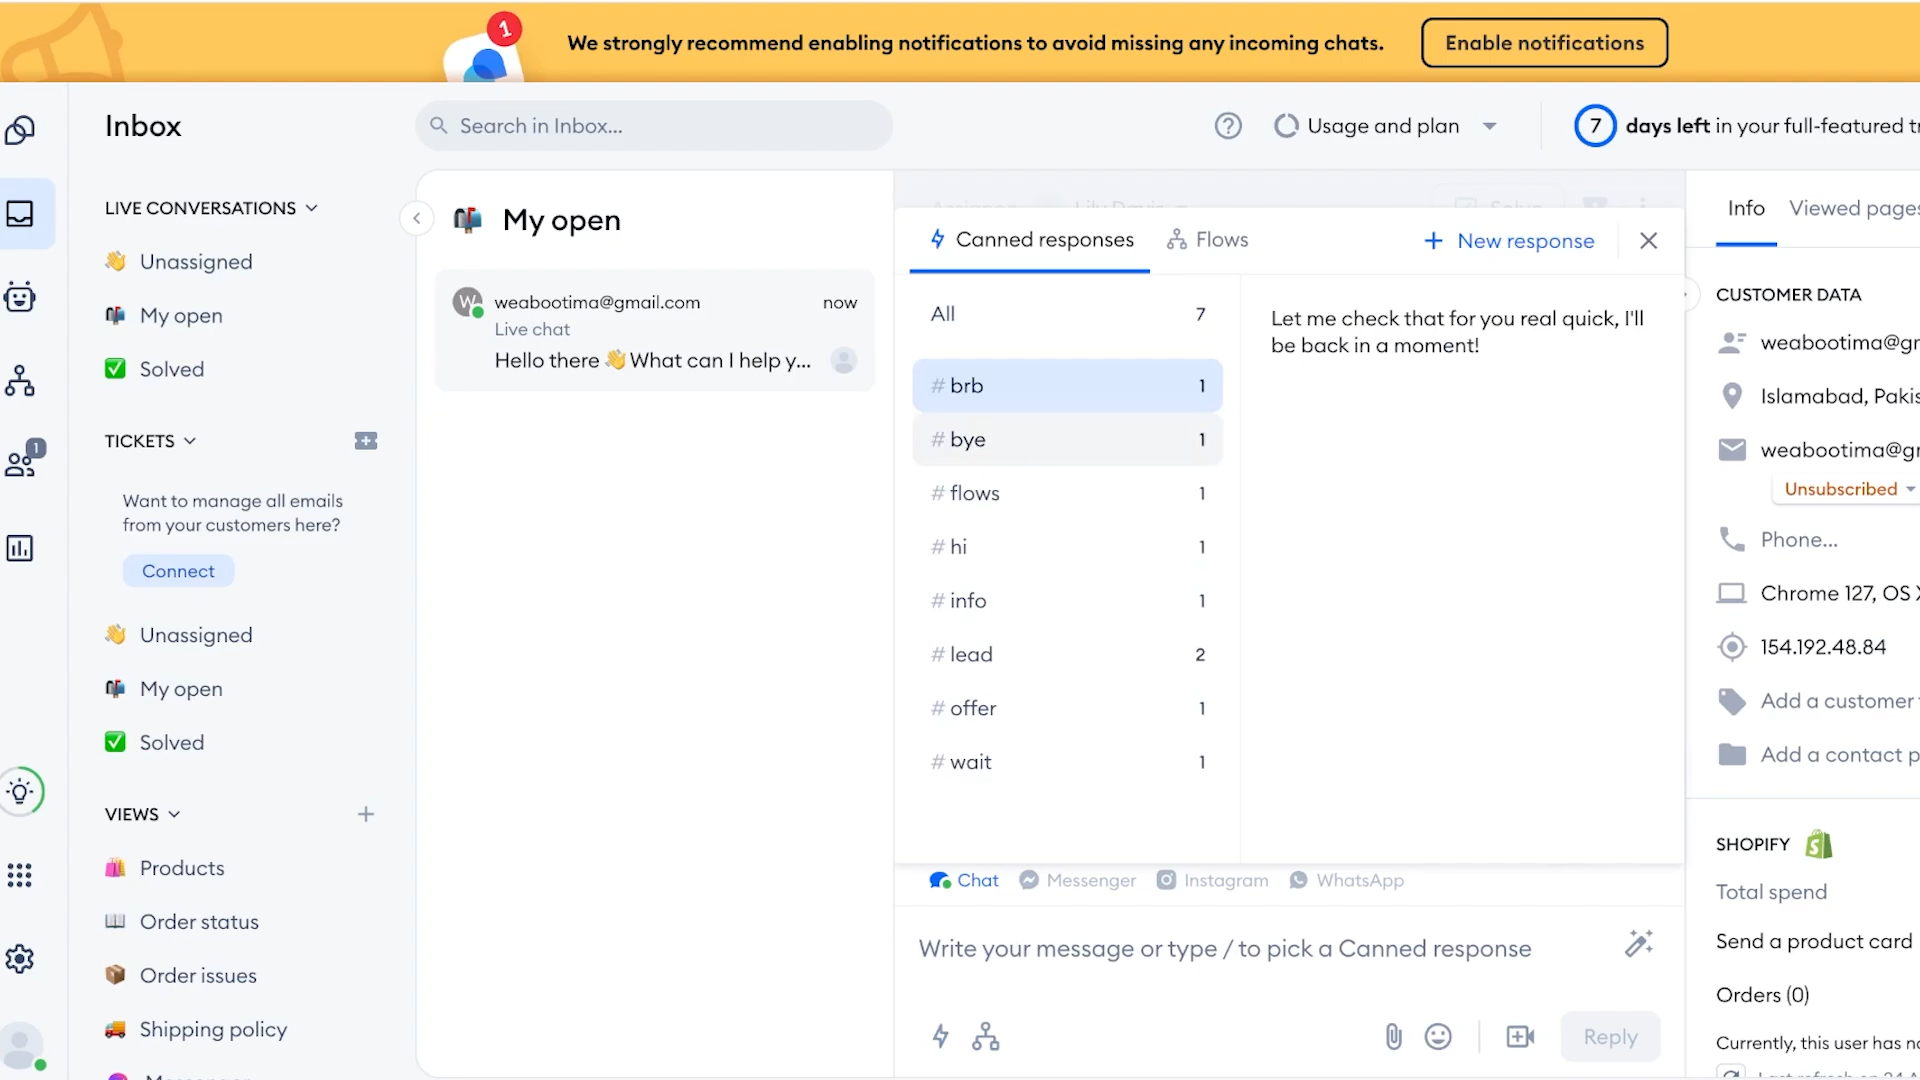 1
We strongly recommend enabling notifications to avoid missing any incoming chats.
Enable notifications
Inbox
Search in Inbox...
Usage and plan
7
days left in your full-featured
LIVE CONVERSATIONS
Unassigned
My open
Solved
TICKETS
1
Want to manage all emails
from your customers here?
Connect
Unassigned
My open
Solved
VIEWS
Products
Order status
Order issues
Shipping policy
My open
W
weabootima@gmail.com
now
Live chat
Hello there 👋 What can I help y...
Canned responses
Flows
+ New response
All 7
# brb 1
# bye 1
# flows 1
# hi 1
# info 1
# lead 2
# offer 1
# wait 1
Let me check that for you real quick, I'll
be back in a moment!
Chat
Messenger
Instagram
WhatsApp
Write your message or type / to pick a Canned response
Reply
Info
Viewed pages
CUSTOMER DATA
weabootima@gm
Islamabad, Pakis
weabootima@gm
Unsubscribed
Phone...
Chrome 127, OS X
154.192.48.84
Add a customer
Add a contact p
SHOPIFY
Total spend
Send a product card
Orders (0)
Currently, this user has no